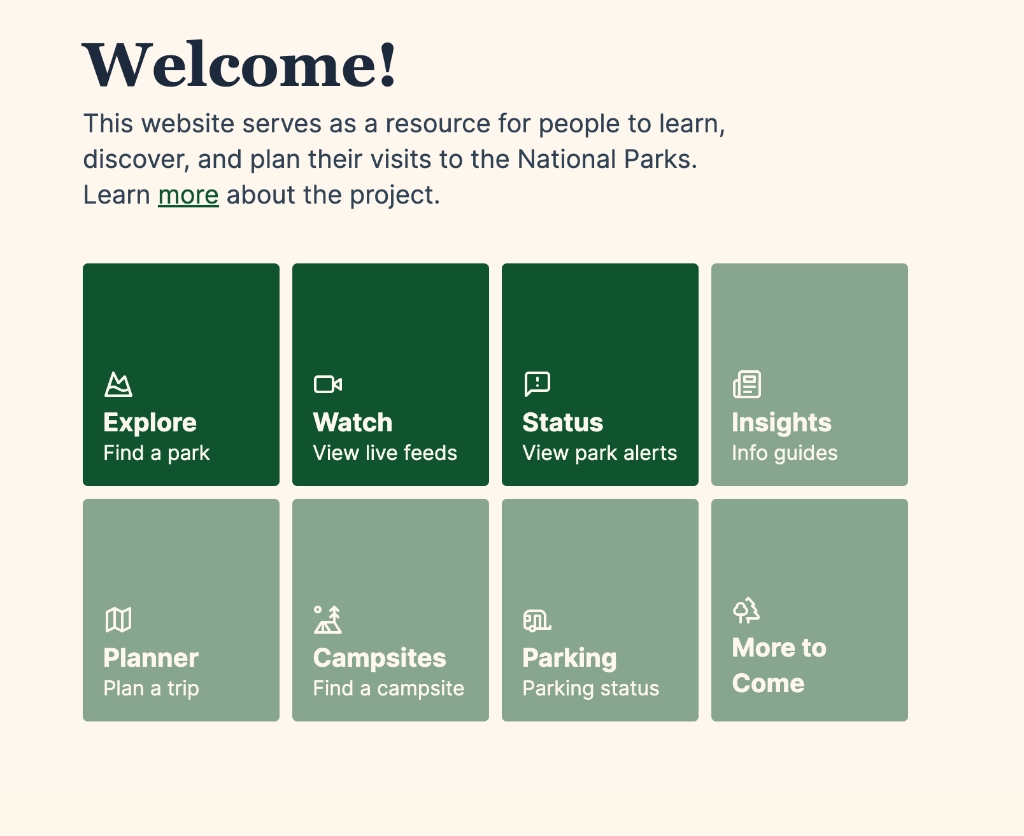 Welcome!
This website serves as a resource for people to learn,
discover, and plan their visits to the National Parks.
Learn more about the project.
Explore
Find a park
Watch
View live feeds
Status
View park alerts
Insights
Info guides
Planner
Plan a trip
Campsites
Find a campsite
Parking
Parking status
More to
Come